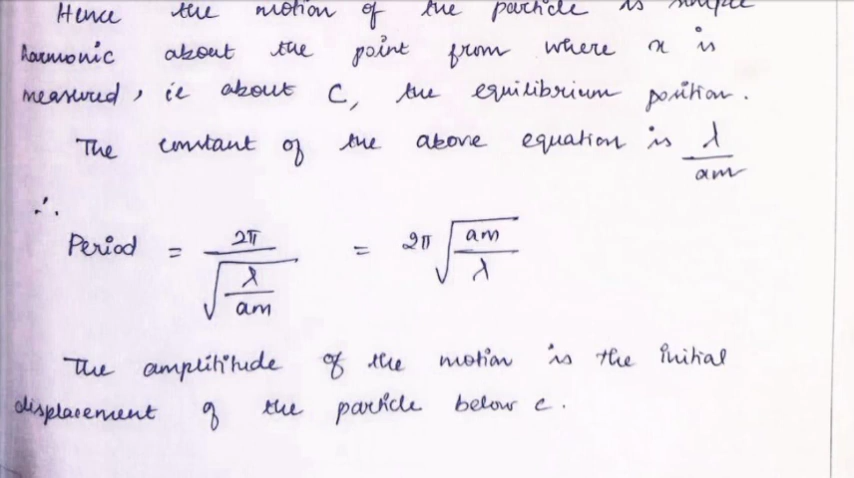 Hence the motion of the particle is simple
harmonic about the point from where x is
measured, ie about C, the equilibrium position.
The constant of the above equation is λ/am
∴
Period = 2π/√(λ/am) = 2π √(am/λ)
The amplititude of the motion is the initial
displacement of the particle below c.